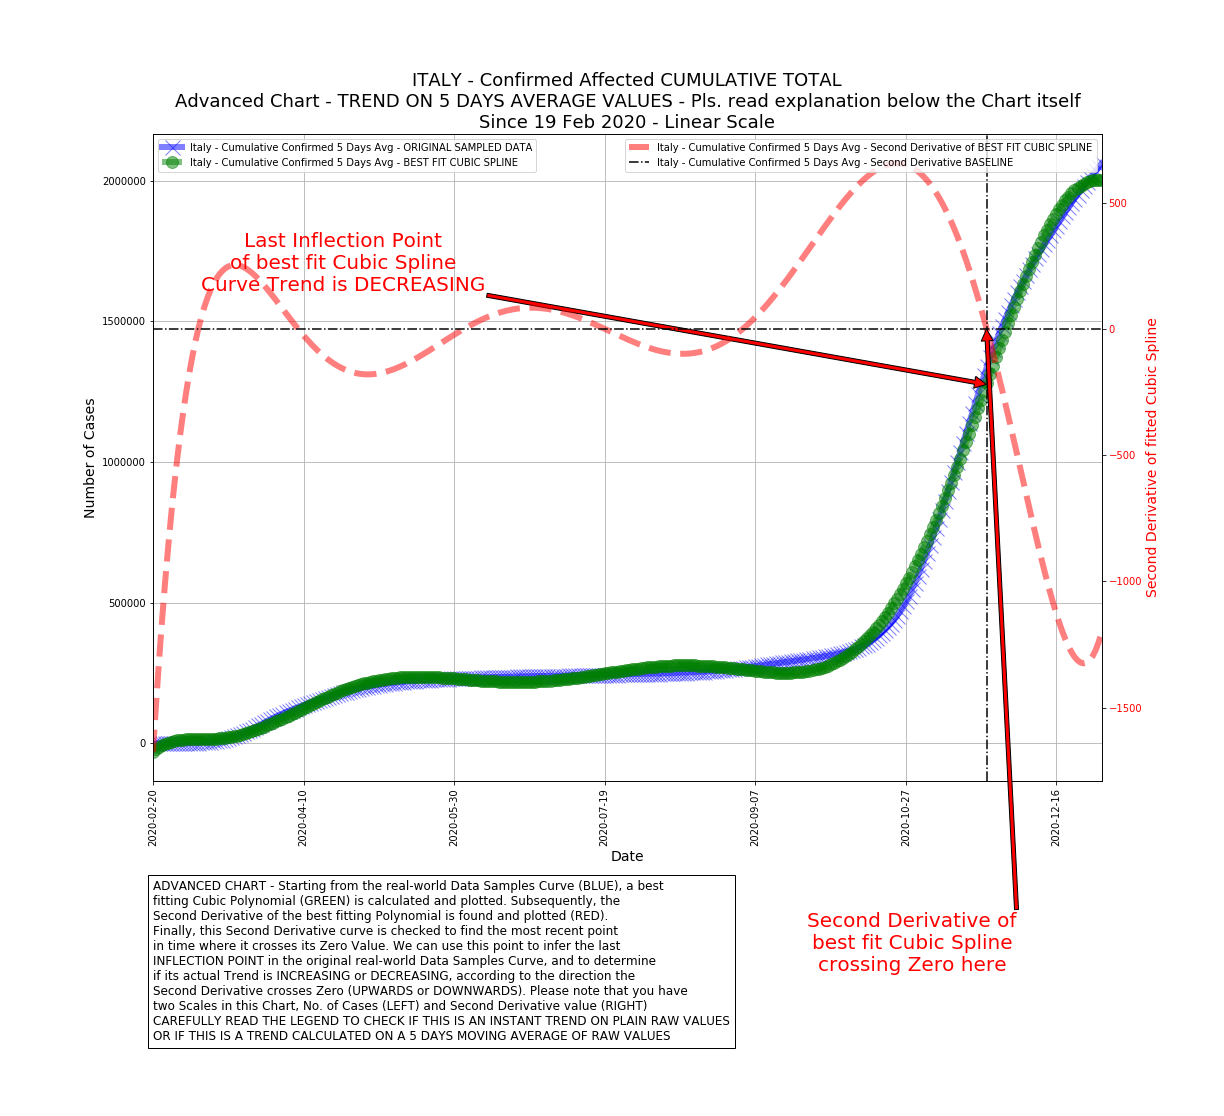 ITALY - Confirmed Affected CUMULATIVE TOTAL
Advanced Chart - TREND ON 5 DAYS AVERAGE VALUES - Pls. read explanation below the Chart itself
Since 19 Feb 2020 - Linear Scale
Italy - Cumulative Confirmed 5 Days Avg - ORIGINAL SAMPLED DATA
Italy - Cumulative Confirmed 5 Days Avg - BEST FIT CUBIC SPLINE
Italy - Cumulative Confirmed 5 Days Avg - Second Derivative of BEST FIT CUBIC SPLINE
Italy - Cumulative Confirmed 5 Days Avg - Second Derivative BASELINE
Last Inflection Point
of best fit Cubic Spline
Curve Trend is DECREASING
Number of Cases
2000000
1500000
1000000
500000
0
500
0
−500
−1000
−1500
Second Derivative of fitted Cubic Spline
2020-02-20
2020-04-10
2020-05-30
2020-07-19
2020-09-07
2020-10-27
2020-12-16
Date
Second Derivative of
best fit Cubic Spline
crossing Zero here
ADVANCED CHART - Starting from the real-world Data Samples Curve (BLUE), a best
fitting Cubic Polynomial (GREEN) is calculated and plotted. Subsequently, the
Second Derivative of the best fitting Polynomial is found and plotted (RED).
Finally, this Second Derivative curve is checked to find the most recent point
in time where it crosses its Zero Value. We can use this point to infer the last
INFLECTION POINT in the original real-world Data Samples Curve, and to determine
if its actual Trend is INCREASING or DECREASING, according to the direction the
Second Derivative crosses Zero (UPWARDS or DOWNWARDS). Please note that you have
two Scales in this Chart, No. of Cases (LEFT) and Second Derivative value (RIGHT)
CAREFULLY READ THE LEGEND TO CHECK IF THIS IS AN INSTANT TREND ON PLAIN RAW VALUES
OR IF THIS IS A TREND CALCULATED ON A 5 DAYS MOVING AVERAGE OF RAW VALUES